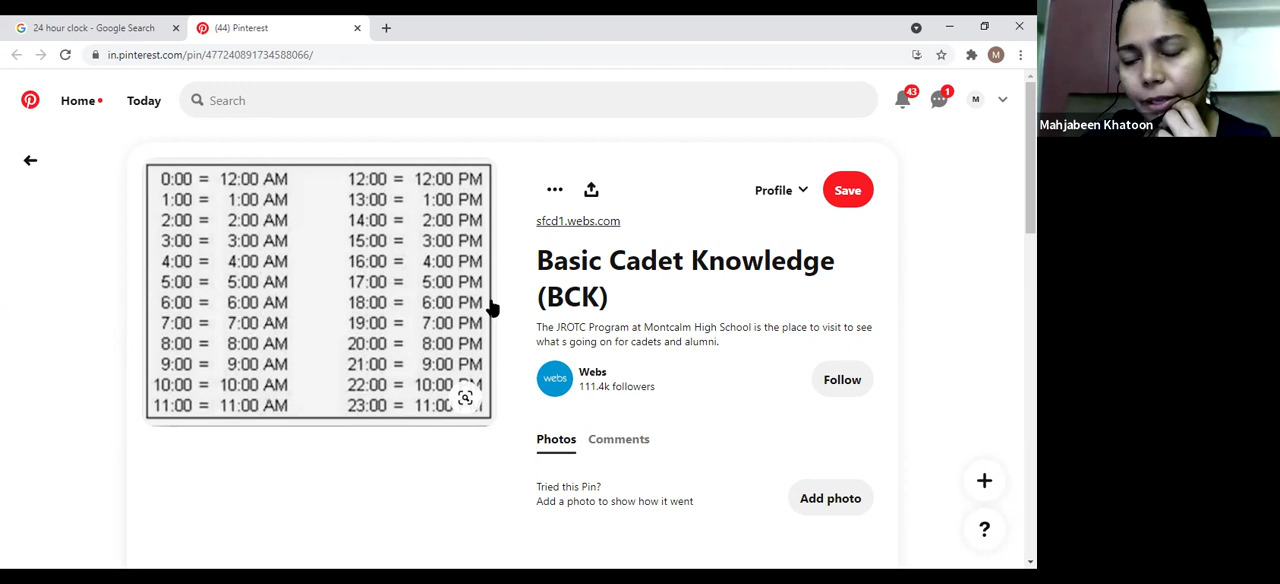 24 hour clock - Google Search
(44) Pinterest
in.pinterest.com/pin/477240891734588066/
M
Home
Today
Search
43
1
M
0:00 = 12:00 AM 12:00 = 12:00 PM
1:00 = 1:00 AM 13:00 = 1:00 PM
2:00 = 2:00 AM 14:00 = 2:00 PM
3:00 = 3:00 AM 15:00 = 3:00 PM
4:00 = 4:00 AM 16:00 = 4:00 PM
5:00 = 5:00 AM 17:00 = 5:00 PM
6:00 = 6:00 AM 18:00 = 6:00 PM
7:00 = 7:00 AM 19:00 = 7:00 PM
8:00 = 8:00 AM 20:00 = 8:00 PM
9:00 = 9:00 AM 21:00 = 9:00 PM
10:00 = 10:00 AM 22:00 = 10:00 PM
11:00 = 11:00 AM 23:00 = 11:00
Profile
Save
sfcd1.webs.com
Basic Cadet Knowledge
(BCK)
The JROTC Program at Montcalm High School is the place to visit to see
what s going on for cadets and alumni.
webs
Webs
111.4k followers
Follow
Photos
Comments
Tried this Pin?
Add a photo to show how it went
Add photo
+
?
Mahjabeen Khatoon